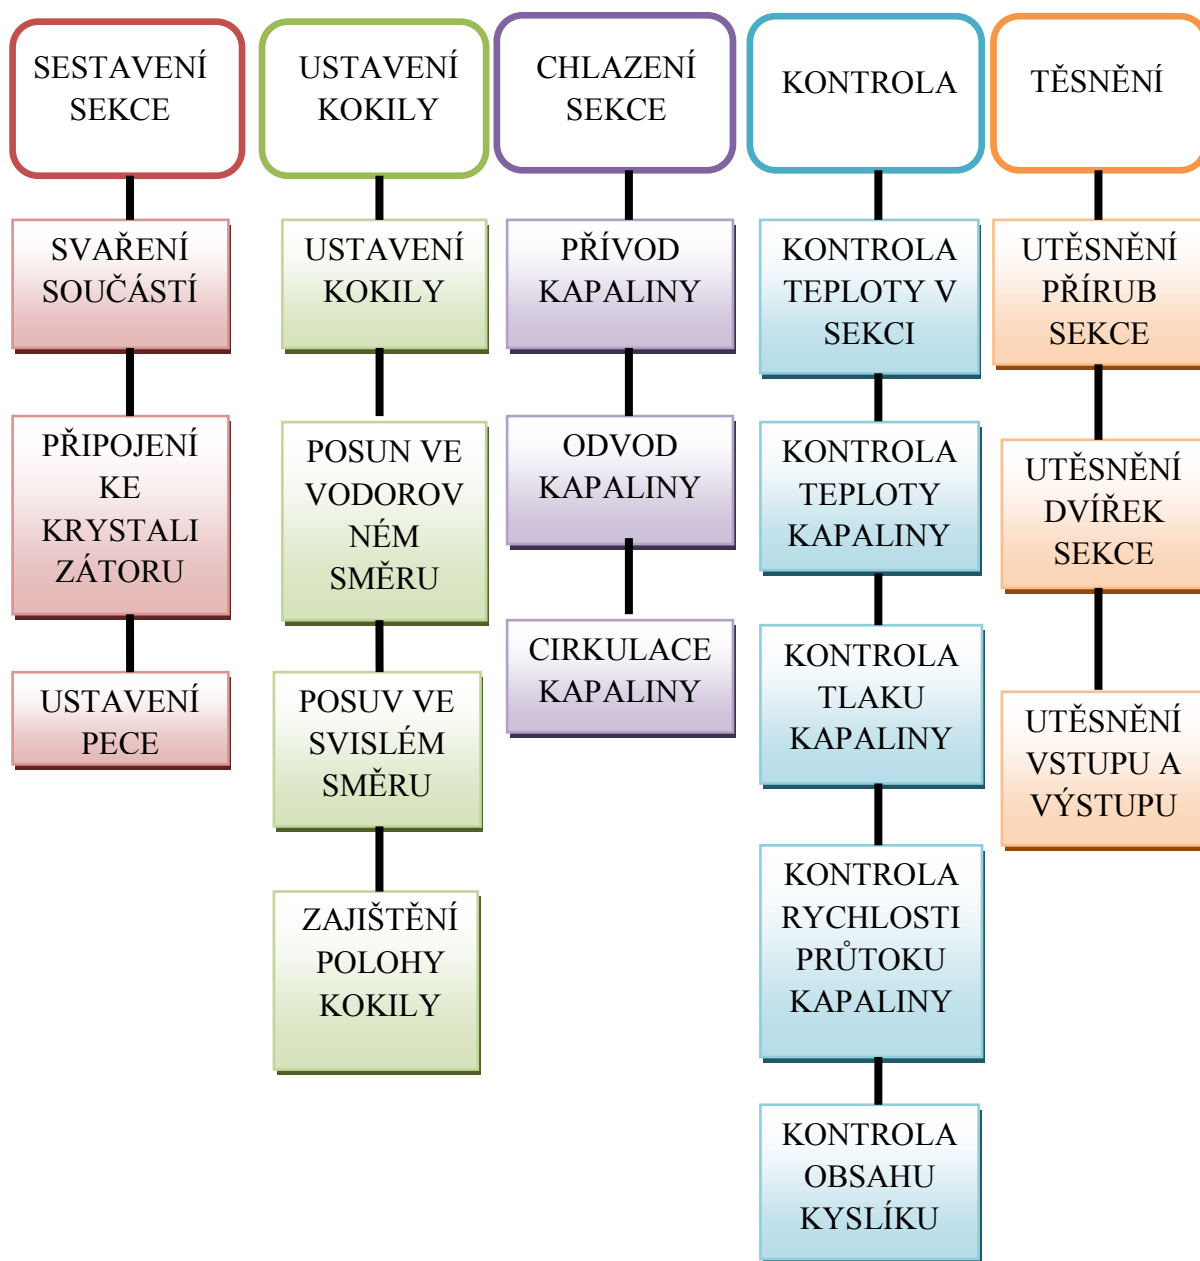 SESTAVENÍ
SEKCE
SVAŘENÍ
SOUČÁSTÍ
PŘIPOJENÍ
KE
KRYSTALI
ZÁTORU
USTAVENÍ
PECE
USTAVENÍ
KOKILY
USTAVENÍ
KOKILY
POSUN VE
VODOROV
NÉM
SMĚRU
POSUV VE
SVISLÉM
SMĚRU
ZAJIŠTĚNÍ
POLOHY
KOKILY
CHLAZENÍ
SEKCE
PŘÍVOD
KAPALINY
ODVOD
KAPALINY
CIRKULACE
KAPALINY
KONTROLA
KONTROLA
TEPLOTY V
SEKCI
KONTROLA
TEPLOTY
KAPALINY
KONTROLA
TLAKU
KAPALINY
KONTROLA
RYCHLOSTI
PRŮTOKU
KAPALINY
KONTROLA
OBSAHU
KYSLÍKU
TĚSNĚNÍ
UTĚSNĚNÍ
PŘÍRUB
SEKCE
UTĚSNĚNÍ
DVÍŘEK
SEKCE
UTĚSNĚNÍ
VSTUPU A
VÝSTUPU